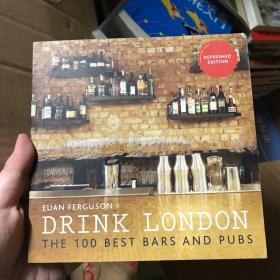 REFRESHED
EDITION
EUAN FERGUSON
DRINK LONDON
THE 100 BEST BARS AND PUBS